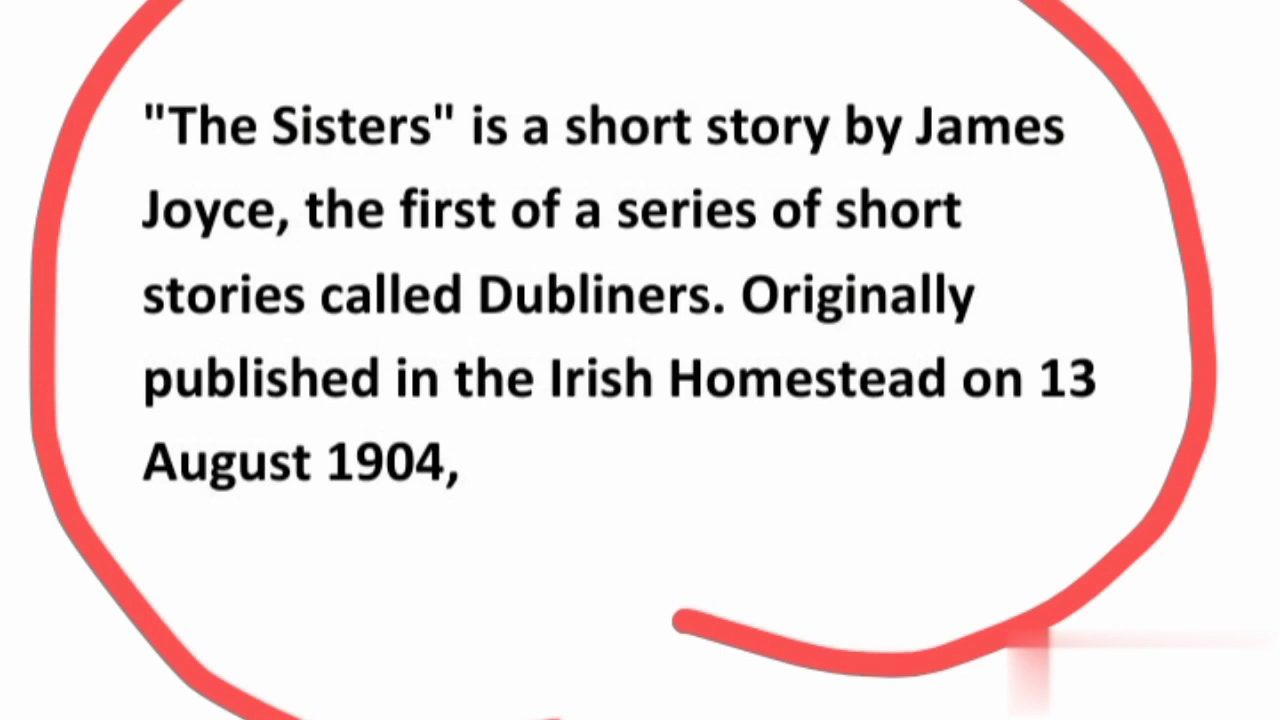 "The Sisters" is a short story by James
Joyce, the first of a series of short
stories called Dubliners. Originally
published in the Irish Homestead on 13
August 1904,